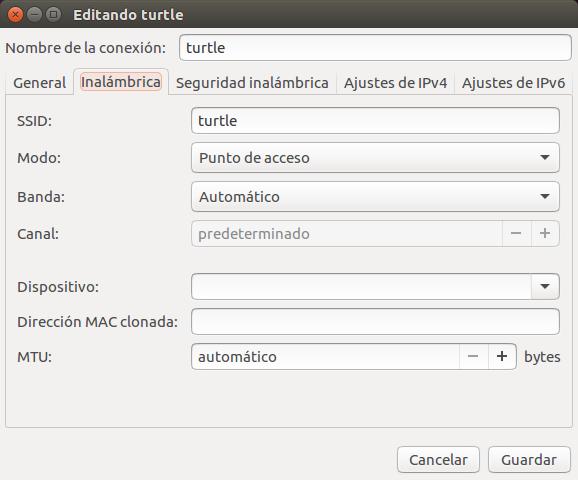 Editando turtle
Nombre de la conexión: turtle
General Inalámbrica Seguridad inalámbrica Ajustes de IPv4 Ajustes de IPv6
SSID: turtle
Modo: Punto de acceso
Banda: Automático
Canal: predeterminado
Dispositivo:
Dirección MAC clonada:
MTU: automático bytes
Cancelar Guardar